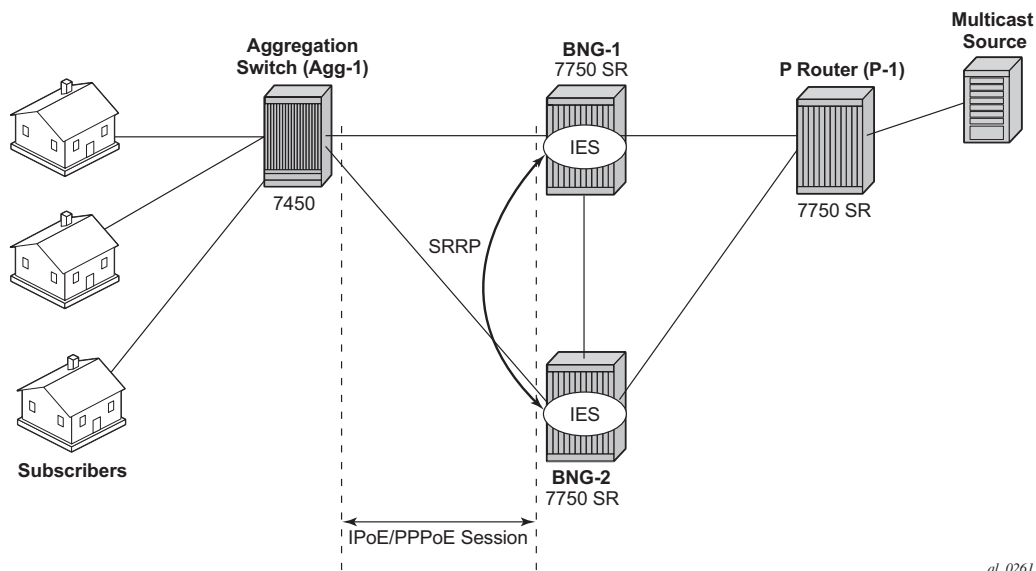 Multicast
Source
Aggregation
Switch (Agg-1)
BNG-1
7750 SR
P Router (P-1)
IES
7450
7750 SR
SRRP
IES
Subscribers
BNG-2
7750 SR
IPoE/PPPoE Session
al_0261